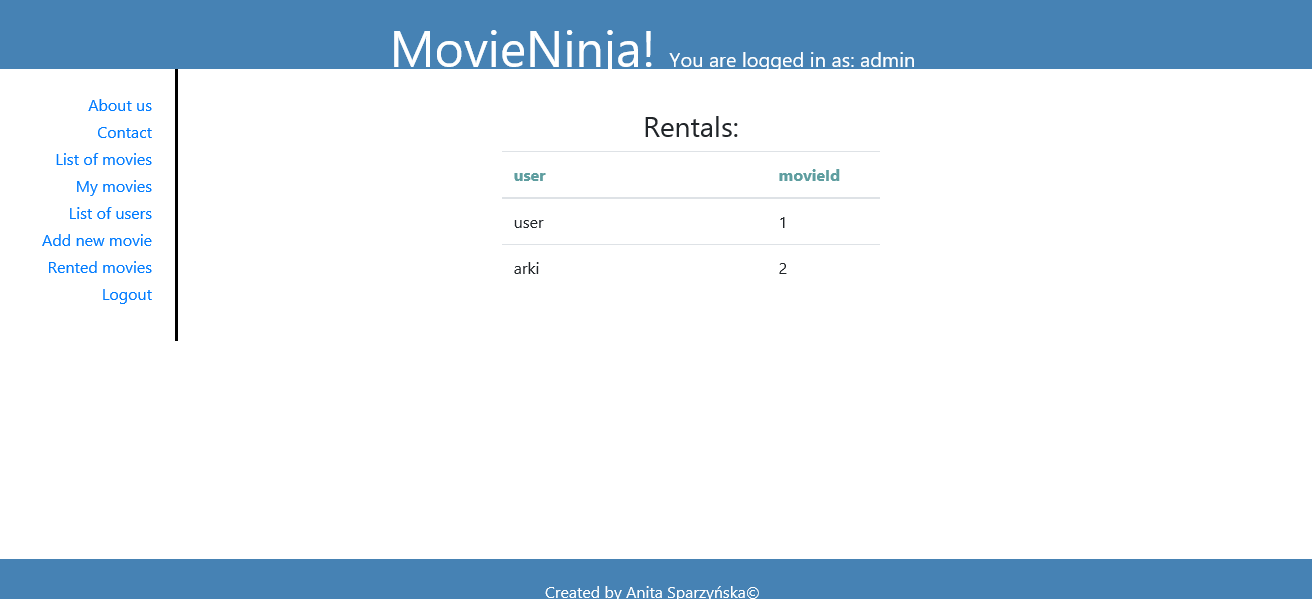 MovieNinja! You are logged in as: admin
About us
Contact
List of movies
My movies
List of users
Add new movie
Rented movies
Logout
Rentals:
user movieId
user 1
arki 2
Created by Anita Sparzyńska©